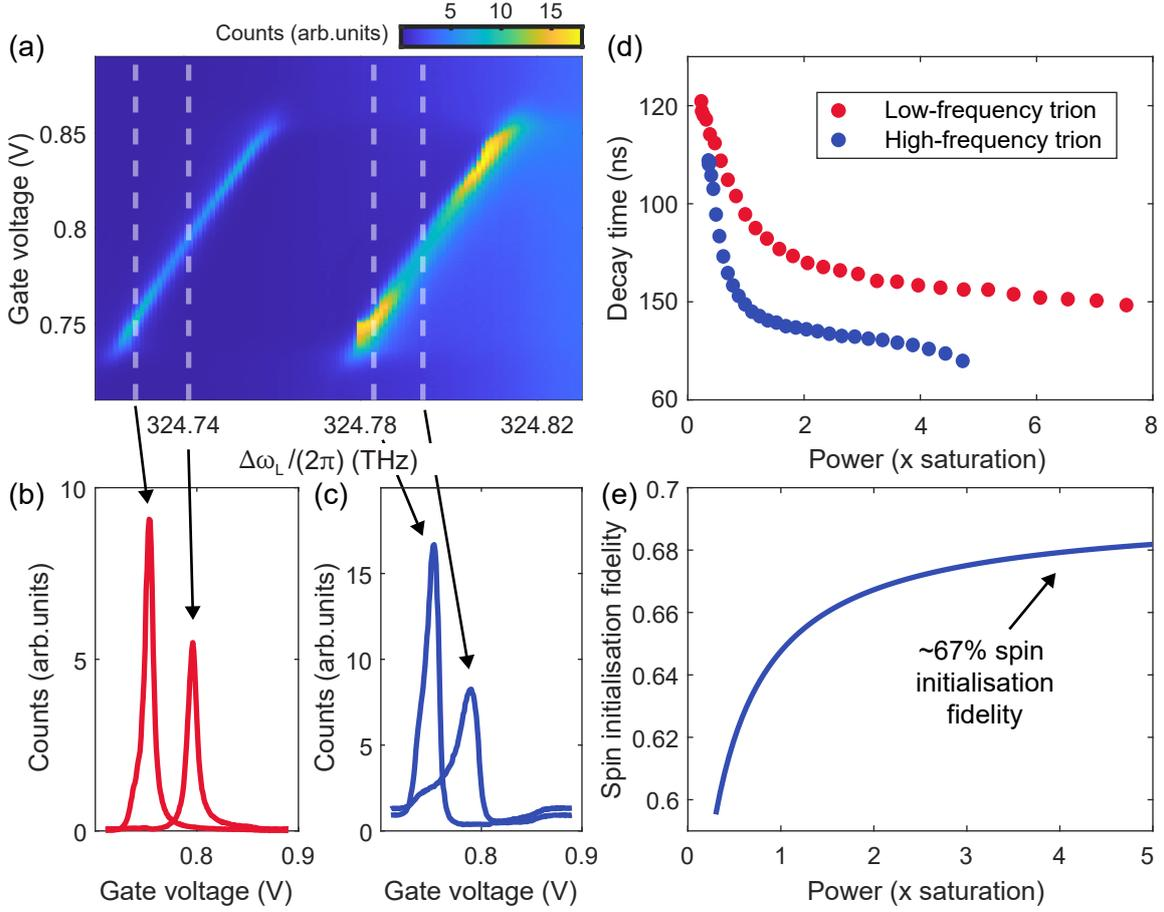 5 10 15
Counts (arb.units)
(a)
Gate voltage (V)
0.85
0.8
0.75
324.74 324.78 324.82
Δω_L/(2π) (THz)
(d)
Decay time (ns)
120
100
150
60
Low-frequency trion
High-frequency trion
0 2 4 6 8
Power (x saturation)
(b)
Counts (arb.units)
10
5
0
0.8 0.9
Gate voltage (V)
(c)
Counts (arb.units)
15
10
5
0
0.8 0.9
Gate voltage (V)
(e)
Spin initialisation fidelity
0.7
0.68
0.66
0.64
0.62
0.6
~67% spin
initialisation
fidelity
0 1 2 3 4 5
Power (x saturation)